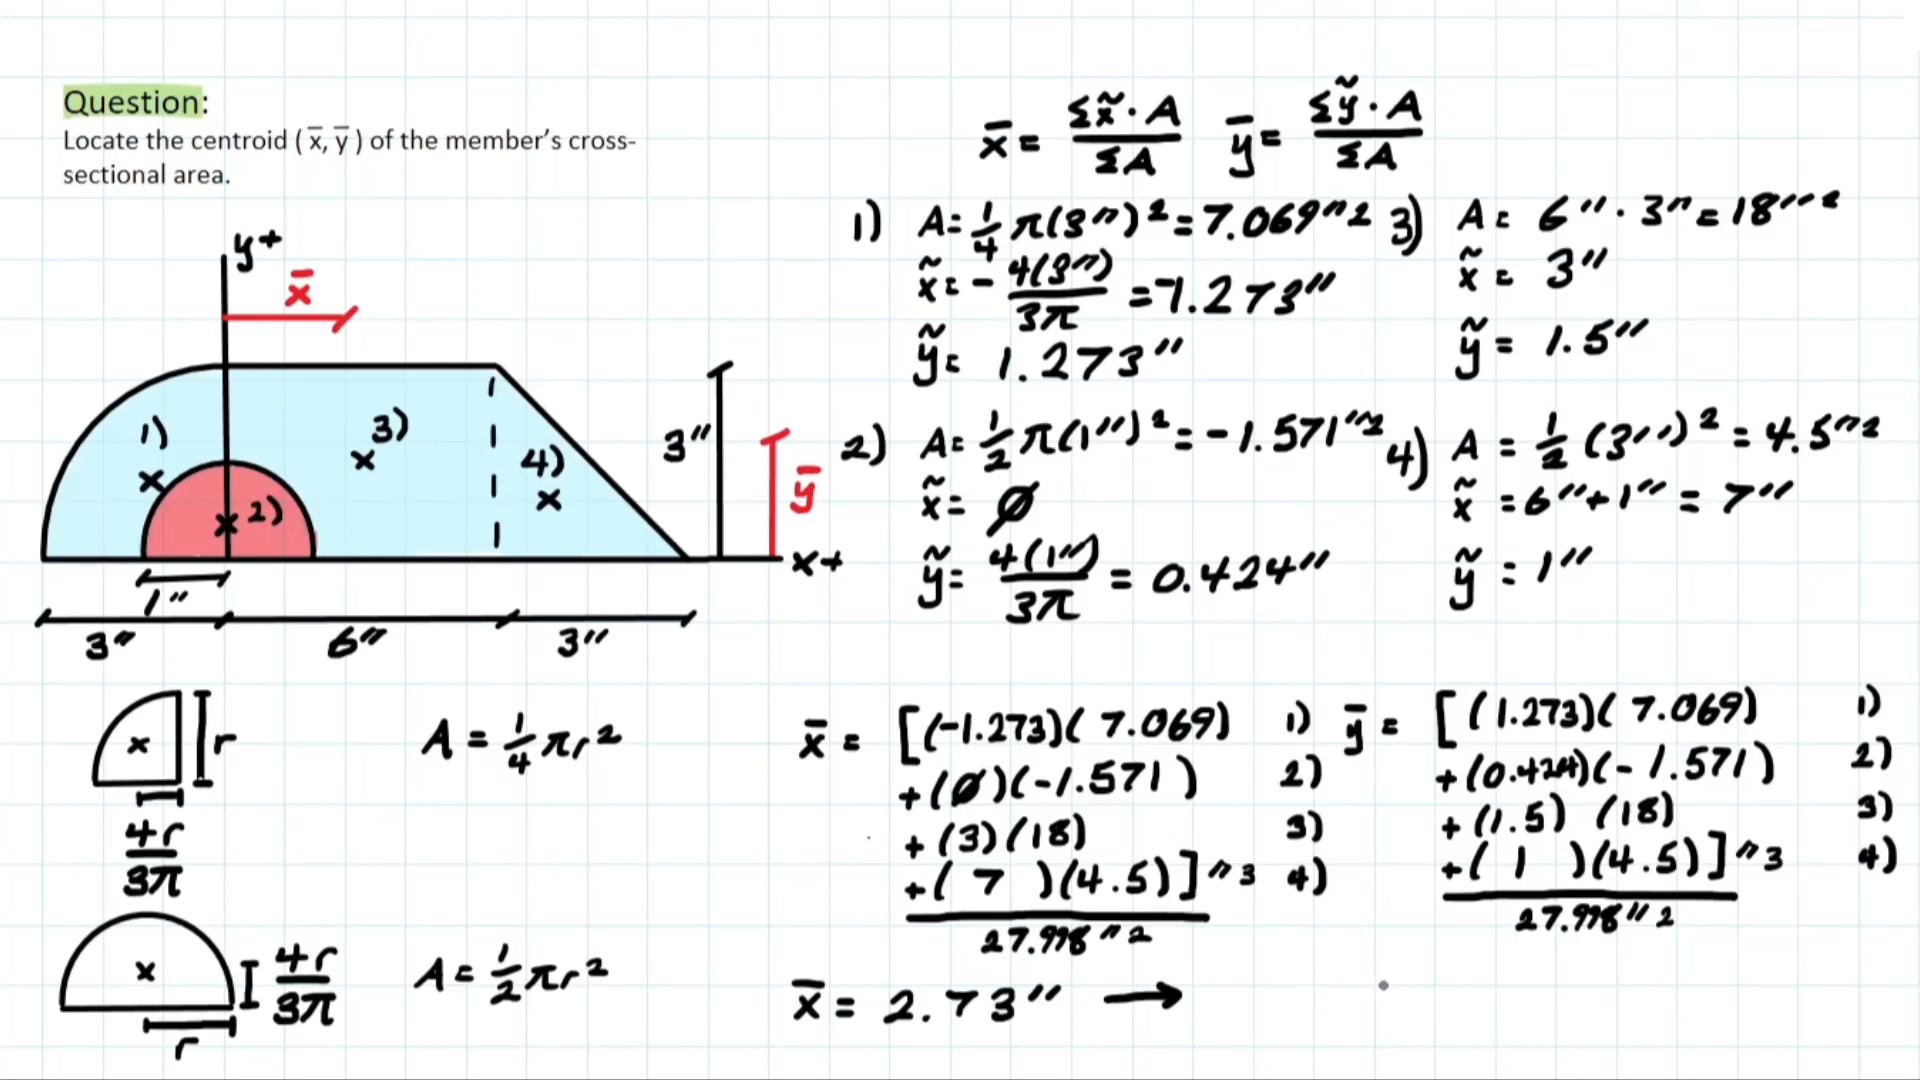 Question:
Locate the centroid ( x̅, y̅ ) of the member's cross-
sectional area.
y+
x̅
1)
3)
4)
2)
3"
y̅
x+
1"
3" 6" 3"
r
A = 1/4 πr²
4r/3π
4r/3π
A = 1/2 πr²
r
x̅ = Σx̃·A/ΣA y̅ = Σỹ·A/ΣA
1) A = 1/4 π(3")² = 7.069"²
x̃ = - 4(3")/3π = -1.273"
ỹ = 1.273"
2) A = 1/2 π(1")² = -1.571"²
x̃ = Ø
ỹ = 4(1")/3π = 0.424"
3) A = 6" · 3" = 18"²
x̃ = 3"
ỹ = 1.5"
4) A = 1/2 (3")² = 4.5"²
x̃ = 6" + 1" = 7"
ỹ = 1"
x̅ = [(-1.273)( 7.069) 1)
+(Ø)(-1.571 ) 2)
+(3)(18) 3)
+( 7 )(4.5)]"3 4)
27.998"2
x̅ = 2.73" →
y̅ = [(1.273)( 7.069) 1)
+(0.424)(- 1.571) 2)
+(1.5) (18) 3)
+( 1 )(4.5)]"3 4)
27.998"2